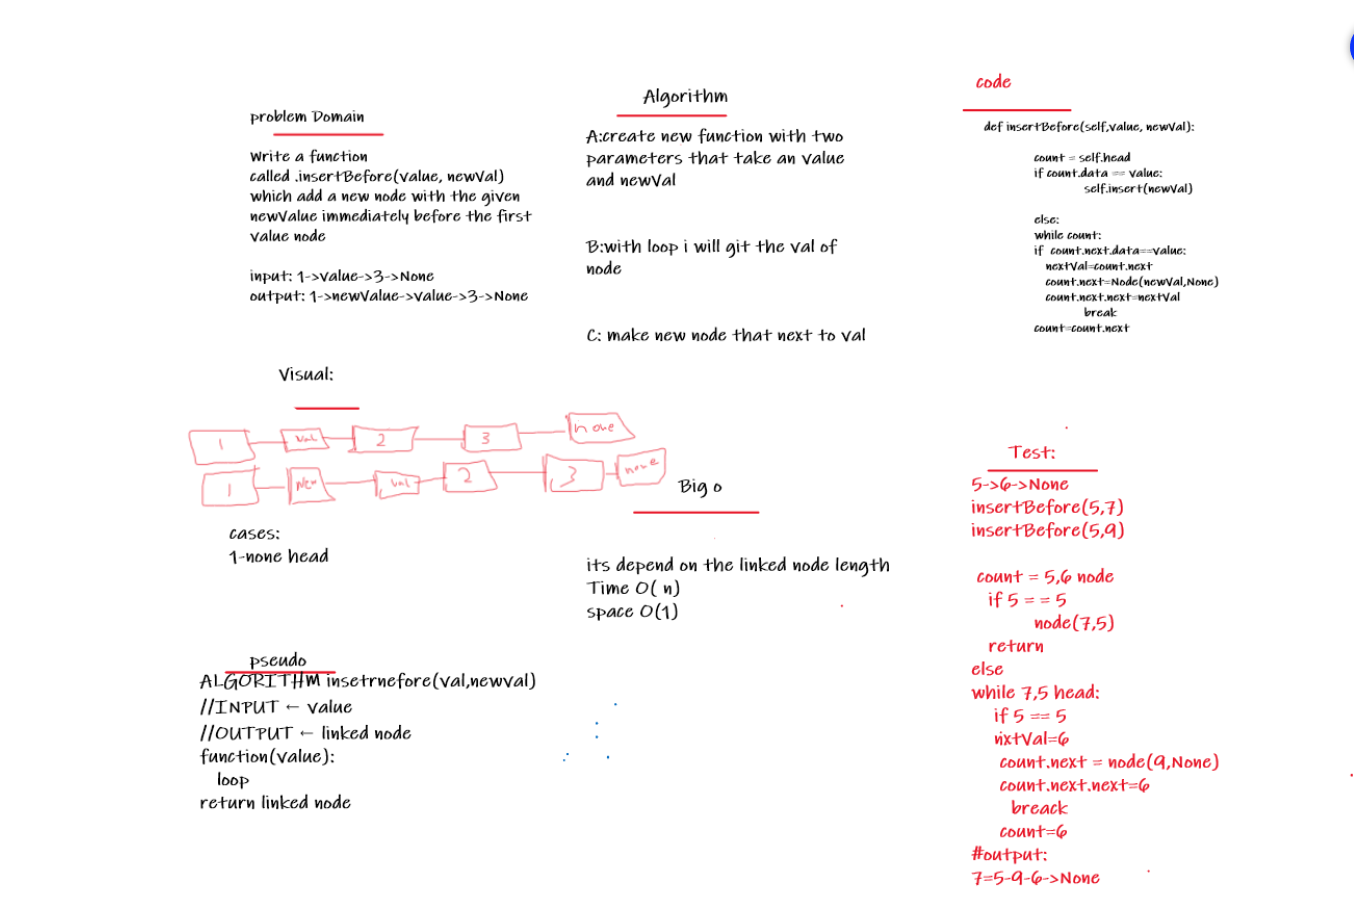 problem Domain
Write a function
called .insertBefore(value, newVal)
which add a new node with the given
newValue immediately before the first
value node
input: 1->value->3->None
output: 1->newValue->value->3->None
Algorithm
A:create new function with two
parameters that take an value
and newVal
B:with loop i will git the val of
node
C: make new node that next to val
code
def insertBefore(self,value, newVal):
count = self.head
if count.data == value:
self.insert(newVal)
else:
while count:
if count.next.data==value:
nextVal=count.next
count.next=Node(newVal,None)
count.next.next=nextVal
break
count=count.next
Visual:
1 val 2 3 none
1 new val 2 3 none
cases:
1-none head
Big o
its depend on the linked node length
Time O( n)
space O(1)
pseudo
ALGORITHM insetrnefore(val,newval)
//INPUT ← value
//OUTPUT ← linked node
function(value):
loop
return linked node
Test:
5->6->None
insertBefore(5,7)
insertBefore(5,9)
count = 5,6 node
if 5 = = 5
node(7,5)
return
else
while 7,5 head:
if 5 == 5
nxtVal=6
count.next = node(9,None)
count.next.next=6
breack
count=6
#output:
7=5-9-6->None